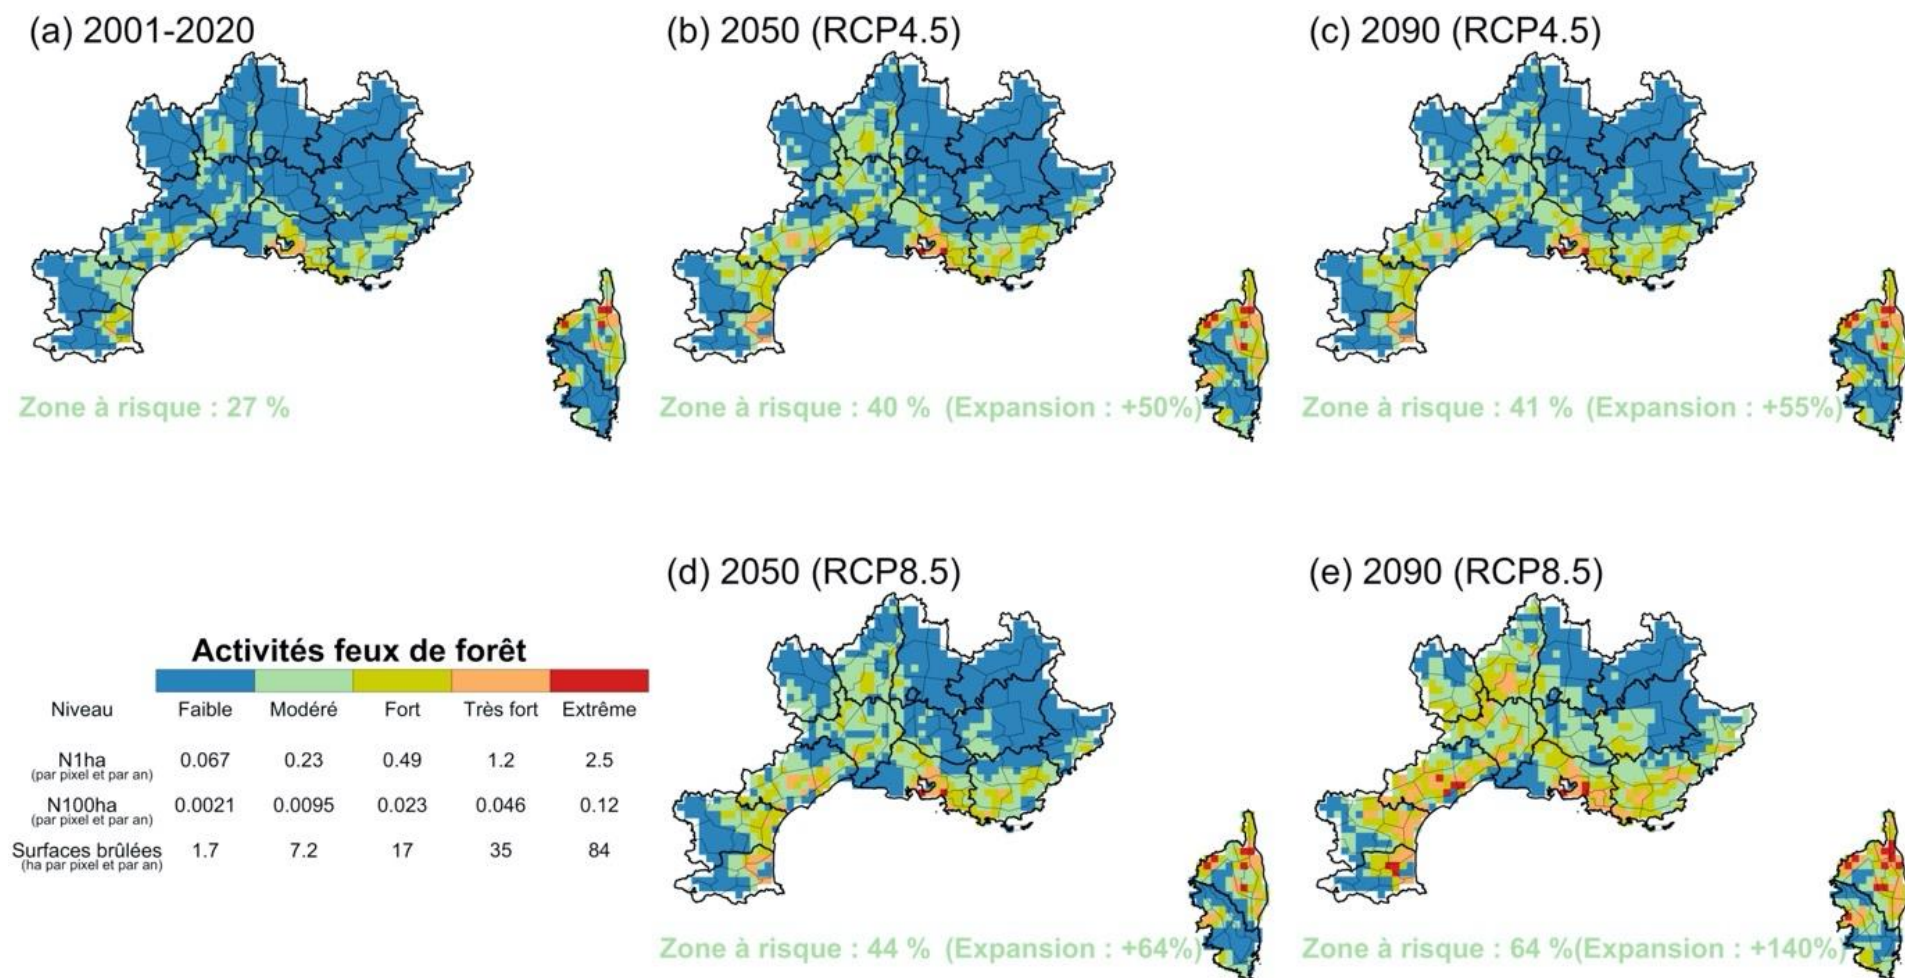 (a) 2001-2020
(b) 2050 (RCP4.5)
(c) 2090 (RCP4.5)
Zone à risque : 27 %
Zone à risque : 40 % (Expansion : +50%)
Zone à risque : 41 % (Expansion : +55%)
(d) 2050 (RCP8.5)
(e) 2090 (RCP8.5)
Activités feux de forêt
Niveau Faible Modéré Fort Très fort Extrême
N1ha 0.067 0.23 0.49 1.2 2.5
(par pixel et par an)
N100ha 0.0021 0.0095 0.023 0.046 0.12
(par pixel et par an)
Surfaces brûlées 1.7 7.2 17 35 84
(ha par pixel et par an)
Zone à risque : 44 % (Expansion : +64%)
Zone à risque : 64 %(Expansion : +140%)